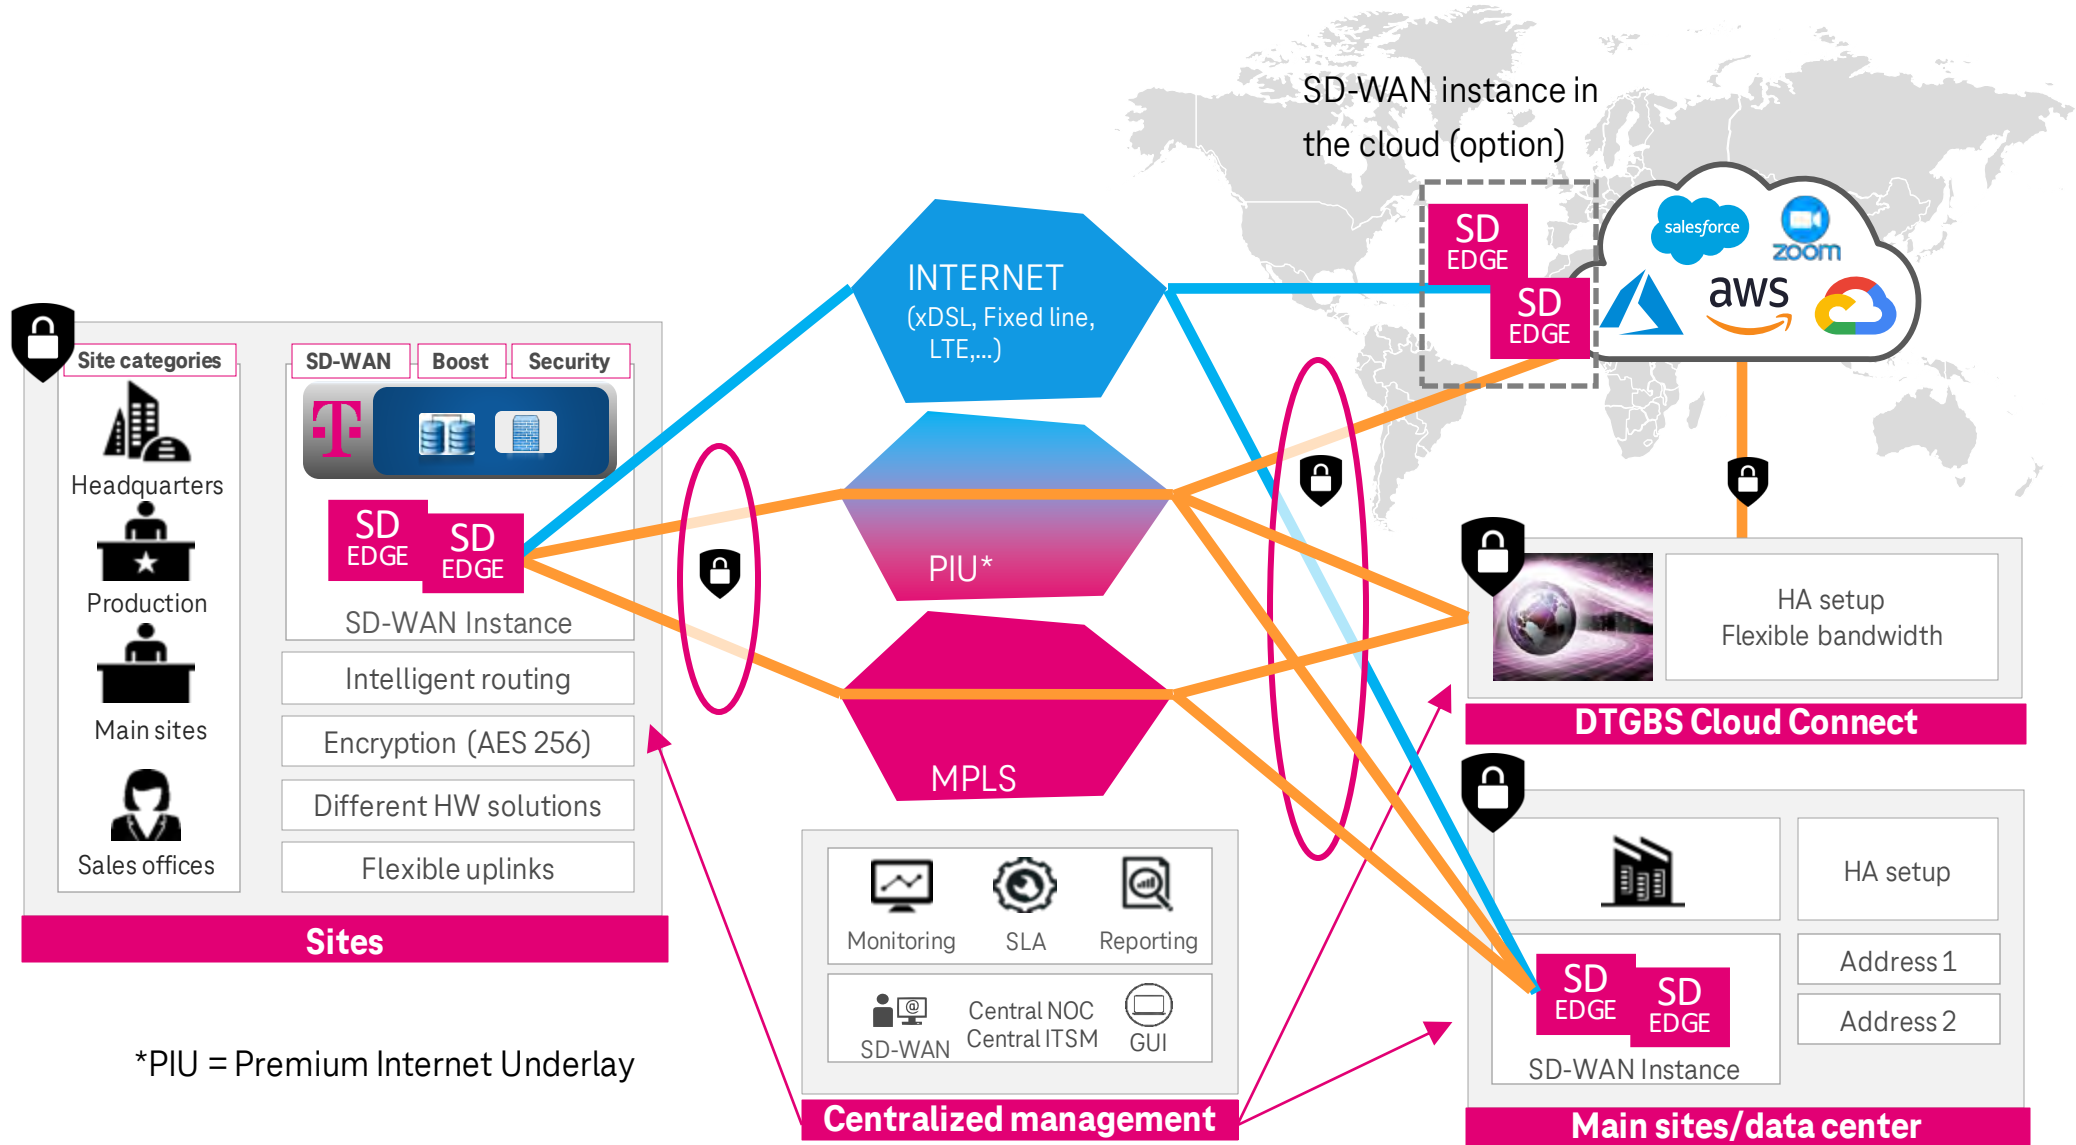 SD-WAN instance in
the cloud (option)
SD
EDGE
SD
EDGE
salesforce
zoom
aws
INTERNET
(xDSL, Fixed line,
LTE,...)
PIU*
MPLS
Site categories
Headquarters
Production
Main sites
Sales offices
SD-WAN
Boost
Security
T
SD
EDGE
SD
EDGE
SD-WAN Instance
Intelligent routing
Encryption (AES 256)
Different HW solutions
Flexible uplinks
Sites
*PIU = Premium Internet Underlay
Monitoring
SLA
Reporting
@
SD-WAN
Central NOC
Central ITSM
GUI
Centralized management
HA setup
Flexible bandwidth
DTGBS Cloud Connect
HA setup
Address 1
Address 2
SD
EDGE
SD
EDGE
SD-WAN Instance
Main sites/data center